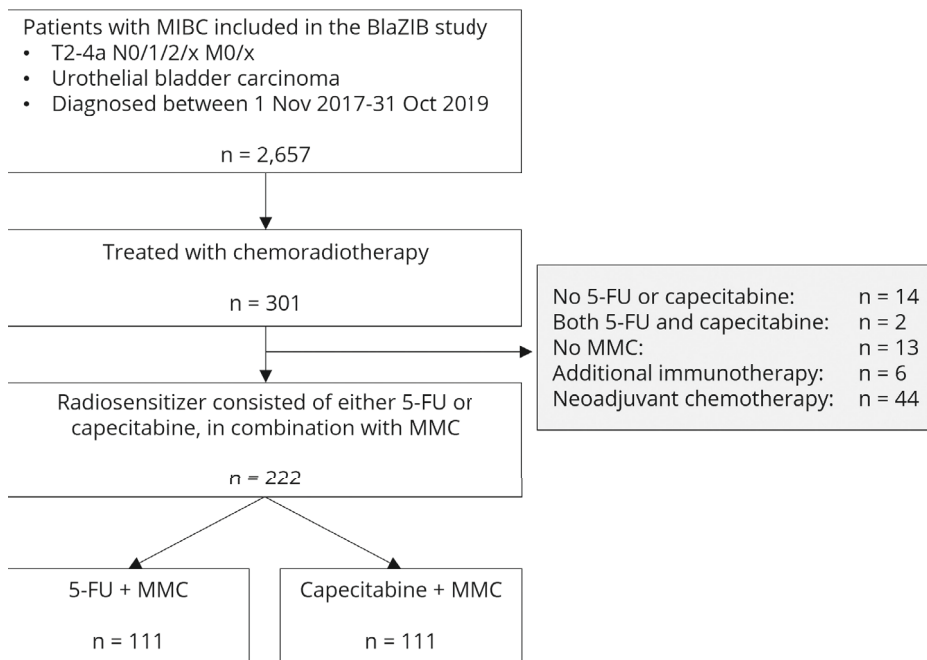 Patients with MIBC included in the BlaZIB study
• T2-4a N0/1/2/x M0/x
• Urothelial bladder carcinoma
• Diagnosed between 1 Nov 2017-31 Oct 2019
n = 2,657
Treated with chemoradiotherapy
n = 301
No 5-FU or capecitabine: n = 14
Both 5-FU and capecitabine: n = 2
No MMC: n = 13
Additional immunotherapy: n = 6
Neoadjuvant chemotherapy: n = 44
Radiosensitizer consisted of either 5-FU or
capecitabine, in combination with MMC
n = 222
5-FU + MMC
n = 111
Capecitabine + MMC
n = 111